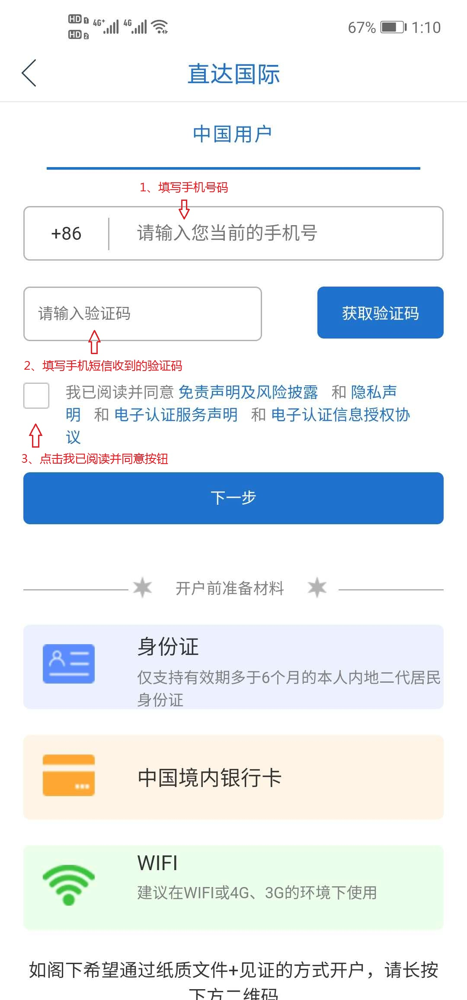 HD 1 4G+ 4G 67% 1:10
HD 2
直达国际
中国用户
1、填写手机号码
+86 请输入您当前的手机号
请输入验证码 获取验证码
2、填写手机短信收到的验证码
我已阅读并同意 免责声明及风险披露 和 隐私声
明 和 电子认证服务声明 和 电子认证信息授权协
议
3、点击我已阅读并同意按钮
下一步
开户前准备材料
身份证
仅支持有效期多于6个月的本人内地二代居民
身份证
中国境内银行卡
WIFI
建议在WIFI或4G、3G的环境下使用
如阁下希望通过纸质文件+见证的方式开户，请长按
下方二维码